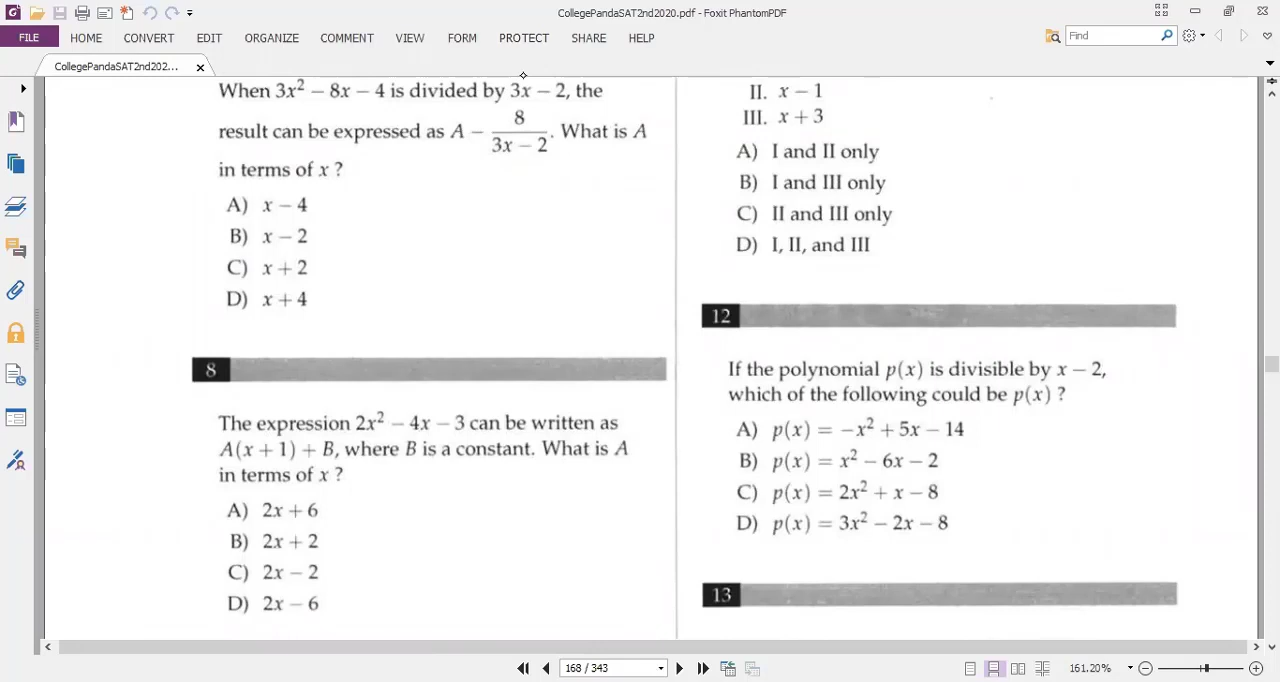 CollegePandaSAT2nd2020.pdf - Foxit PhantomPDF
FILE HOME CONVERT EDIT ORGANIZE COMMENT VIEW FORM PROTECT SHARE HELP Find
CollegePandaSAT2nd202... x
When 3x² − 8x − 4 is divided by 3x − 2, the
result can be expressed as A − 8/(3x − 2). What is A
in terms of x ?
A) x − 4
B) x − 2
C) x + 2
D) x + 4
8
The expression 2x² − 4x − 3 can be written as
A(x + 1) + B, where B is a constant. What is A
in terms of x ?
A) 2x + 6
B) 2x + 2
C) 2x − 2
D) 2x − 6
II. x − 1
III. x + 3
A) I and II only
B) I and III only
C) II and III only
D) I, II, and III
12
If the polynomial p(x) is divisible by x − 2,
which of the following could be p(x) ?
A) p(x) = −x² + 5x − 14
B) p(x) = x² − 6x − 2
C) p(x) = 2x² + x − 8
D) p(x) = 3x² − 2x − 8
13
168 / 343
161.20%